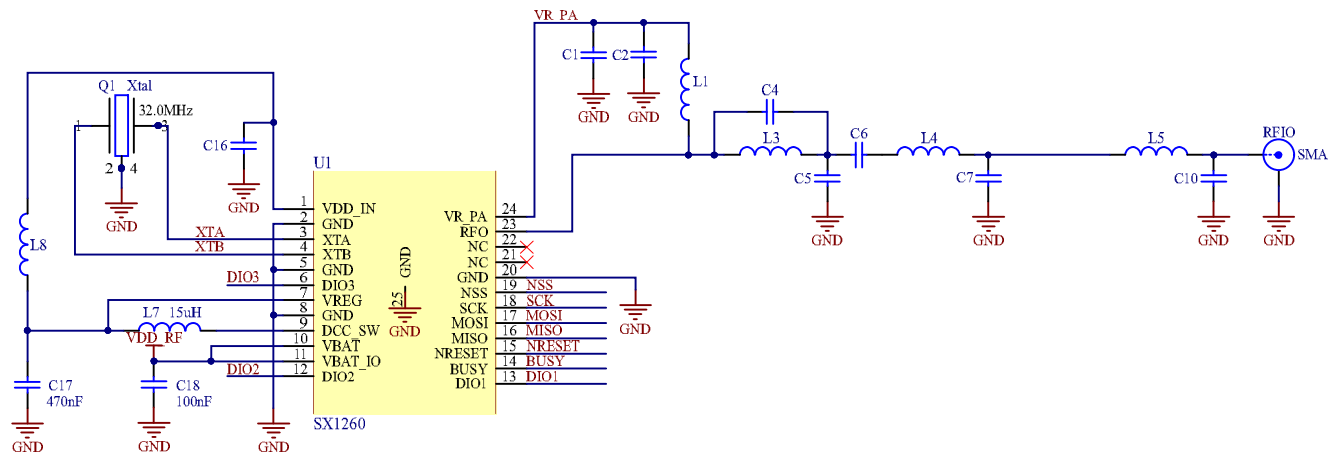 VR_PA
C1
C2
GND
GND
L1
C4
L3
C6
L4
L5
RFIO
SMA
C5
C7
C10
GND
GND
GND
GND
Q1 Xtal
32.0MHz
1
3
2 4
GND
C16
GND
L8
XTA
XTB
DIO3
L7 15uH
VDD_RF
DIO2
C17
470nF
GND
C18
100nF
GND
GND
U1
1 VDD_IN
2 GND
3 XTA
4 XTB
5 GND
6 DIO3
7 VREG
8 GND
9 DCC_SW
10 VBAT
11 VBAT_IO
12 DIO2
GND
25
GND
VR_PA 24
RFO 23
NC 22
NC 21
GND 20
NSS 19 NSS
SCK 18 SCK
MOSI 17 MOSI
MISO 16 MISO
NRESET 15 NRESET
BUSY 14 BUSY
DIO1 13 DIO1
GND
SX1260